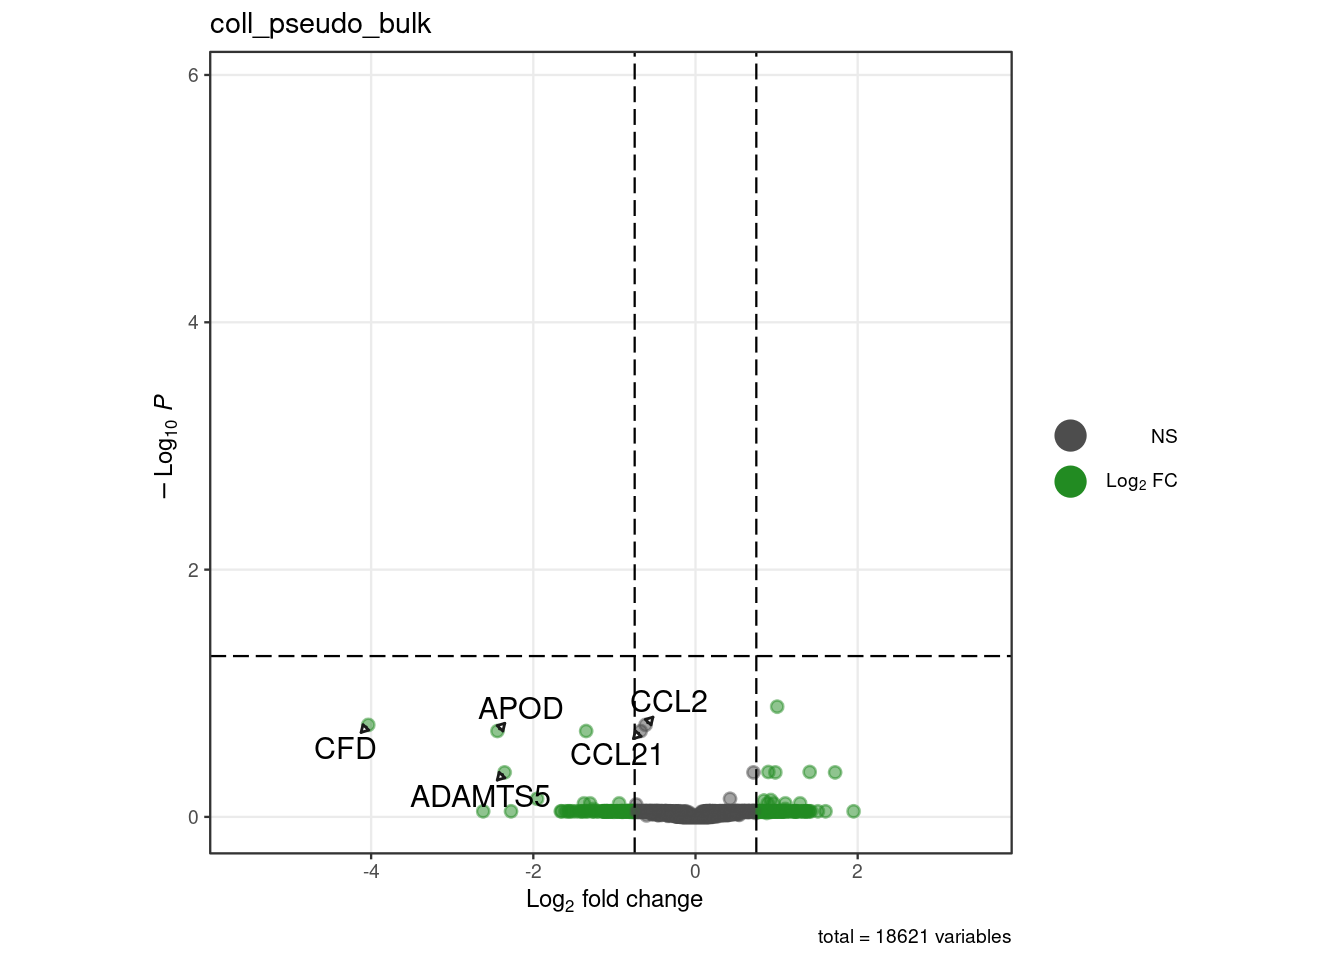 coll_pseudo_bulk
6
4
2
0
− Log10 P
CCL2
APOD
CFD
CCL21
ADAMTS5
-4
-2
0
2
Log2 fold change
NS
Log2 FC
total = 18621 variables